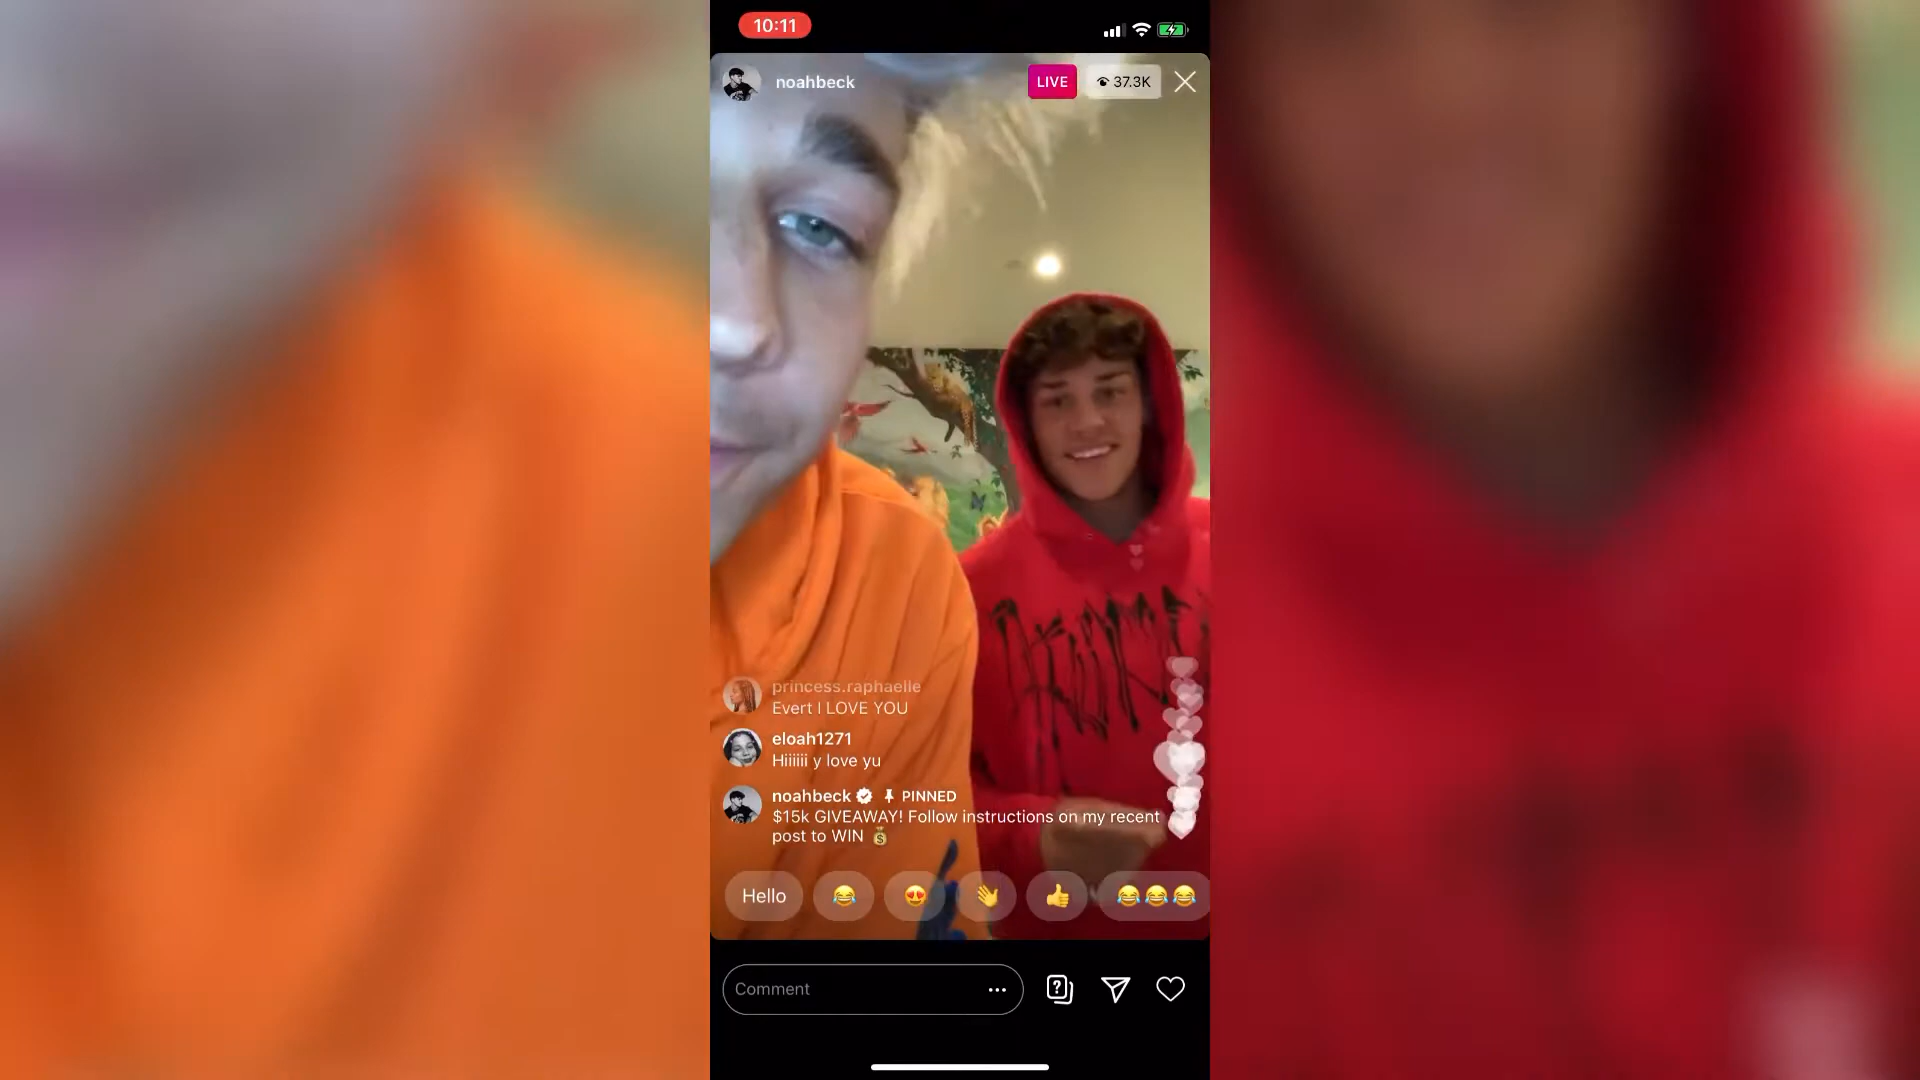 10:11
noahbeck
LIVE
37.3K
princess.raphaelle
Evert I LOVE YOU
eloah1271
Hiiiiii y love yu
noahbeck PINNED
$15k GIVEAWAY! Follow instructions on my recent
post to WIN 💰
Hello 😂 😍 👋 👍 😂😂😂
Comment